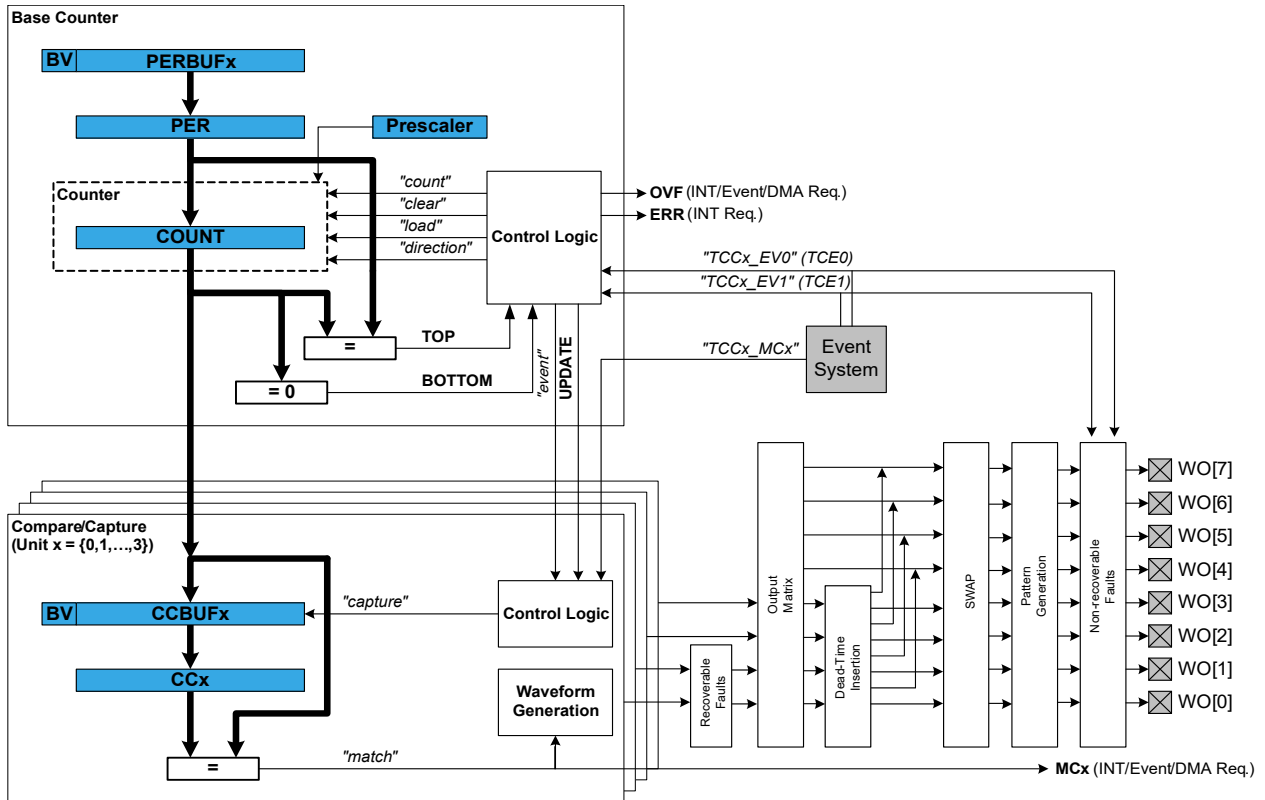 Base Counter
BV
PERBUFx
PER
Prescaler
Counter
COUNT
"count"
"clear"
"load"
"direction"
Control Logic
OVF (INT/Event/DMA Req.)
ERR (INT Req.)
"TCCx_EV0" (TCE0)
"TCCx_EV1" (TCE1)
"TCCx_MCx"
Event
System
=
TOP
= 0
BOTTOM
"event"
UPDATE
Compare/Capture
(Unit x = {0,1,…,3})
BV
CCBUFx
"capture"
Control Logic
CCx
Waveform
Generation
=
"match"
Recoverable
Faults
Output
Matrix
Dead-Time
Insertion
SWAP
Pattern
Generation
Non-recoverable
Faults
WO[7]
WO[6]
WO[5]
WO[4]
WO[3]
WO[2]
WO[1]
WO[0]
MCx (INT/Event/DMA Req.)